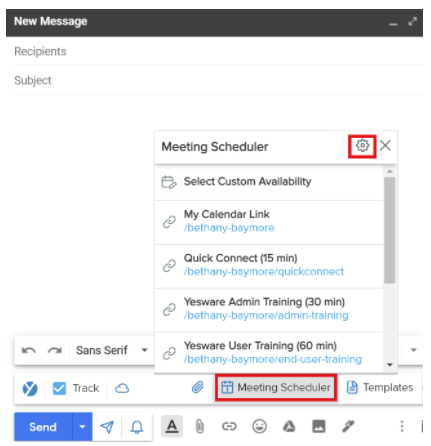 New Message
Recipients
Subject
Meeting Scheduler
Select Custom Availability
My Calendar Link
/bethany-baymore
Quick Connect (15 min)
/bethany-baymore/quickconnect
Yesware Admin Training (30 min)
/bethany-baymore/admin-training
Yesware User Training (60 min)
/bethany-baymore/end-user-training
Sans Serif
Track
Meeting Scheduler
Templates
Send
A